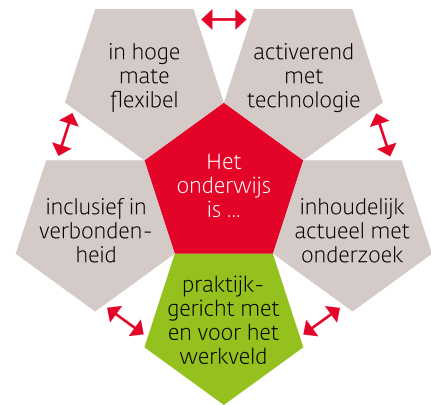 in hoge
mate
flexibel
activerend
met
technologie
Het
onderwijs
is ...
inclusief in
verbonden-
heid
inhoudelijk
actueel met
onderzoek
praktijk-
gericht met
en voor het
werkveld